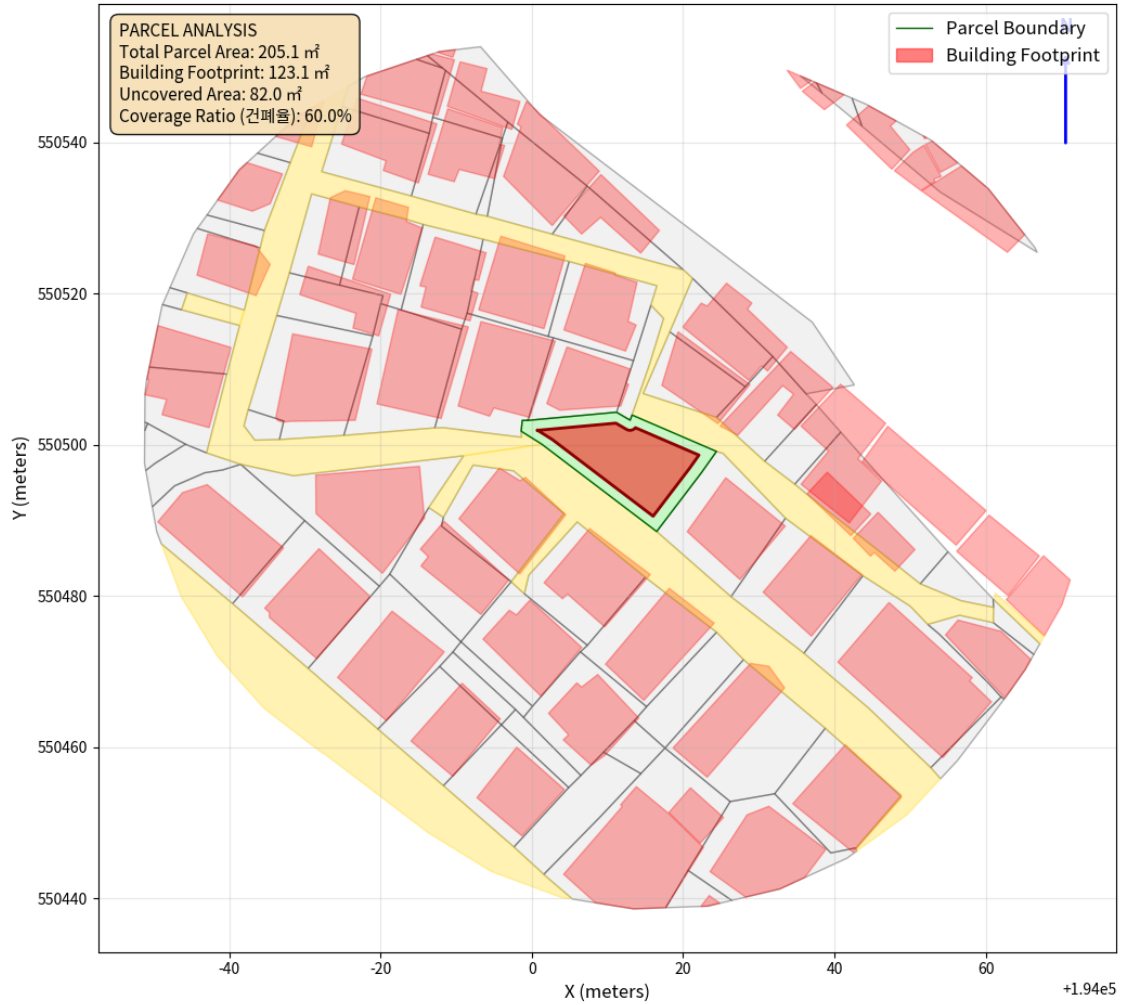 PARCEL ANALYSIS
Total Parcel Area: 205.1 ㎡
Building Footprint: 123.1 ㎡
Uncovered Area: 82.0 ㎡
Coverage Ratio (건폐율): 60.0%
N
Parcel Boundary
Building Footprint
550540
550520
550500
550480
550460
550440
Y (meters)
-40
-20
0
20
40
60
X (meters)
+1.94e5